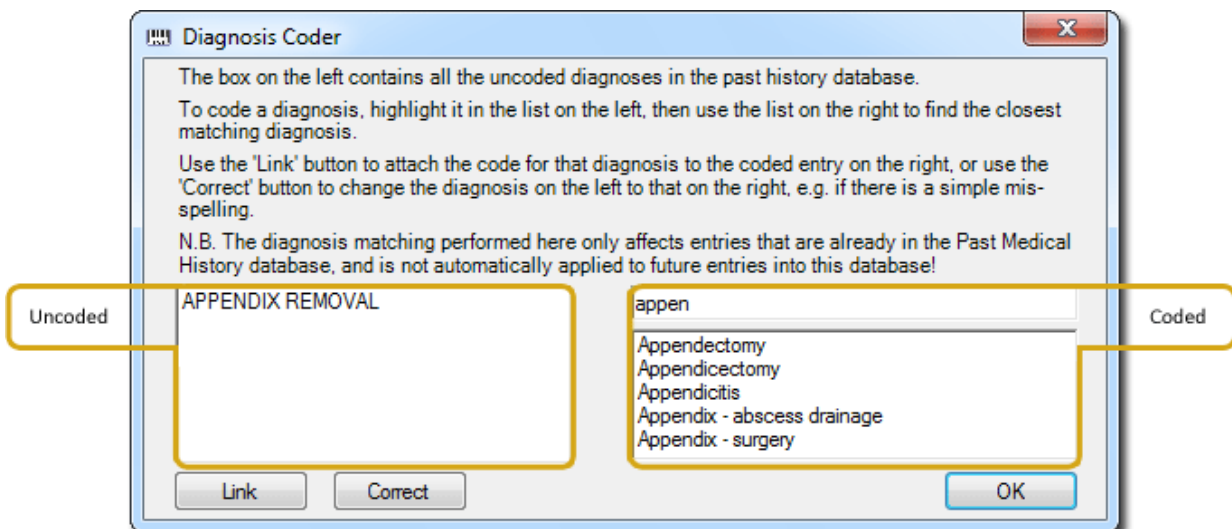 Diagnosis Coder
The box on the left contains all the uncoded diagnoses in the past history database.
To code a diagnosis, highlight it in the list on the left, then use the list on the right to find the closest
matching diagnosis.
Use the 'Link' button to attach the code for that diagnosis to the coded entry on the right, or use the
'Correct' button to change the diagnosis on the left to that on the right, e.g. if there is a simple mis-
spelling.
N.B. The diagnosis matching performed here only affects entries that are already in the Past Medical
History database, and is not automatically applied to future entries into this database!
Uncoded
APPENDIX REMOVAL
appen
Coded
Appendectomy
Appendicectomy
Appendicitis
Appendix - abscess drainage
Appendix - surgery
Link
Correct
OK